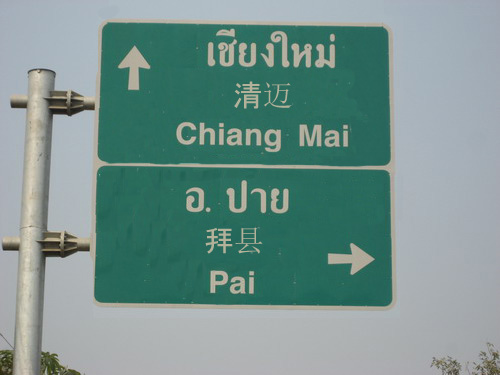 เชียงใหม่
清迈
Chiang Mai
อ. ปาย
拜县
Pai